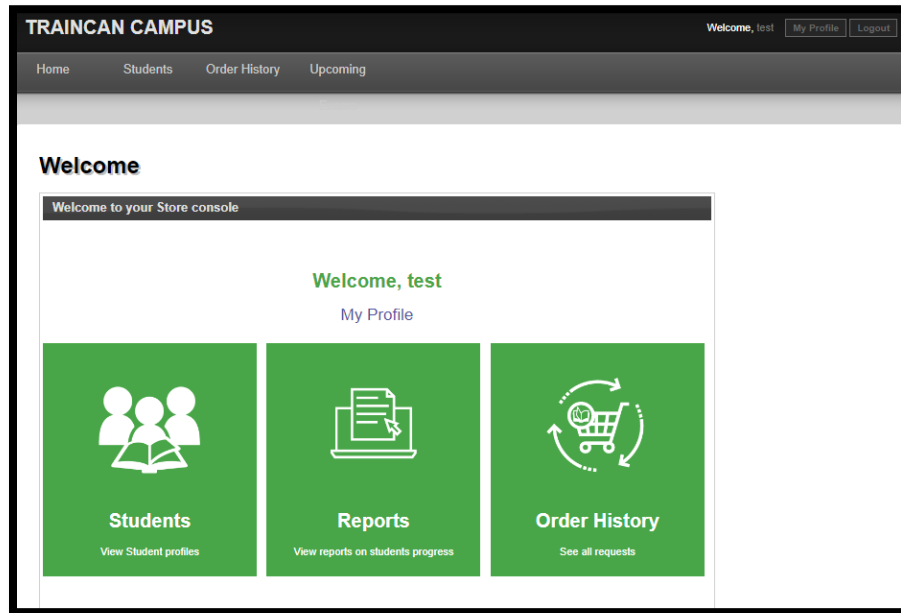 TRAINCAN CAMPUS
Welcome, test My Profile Logout
Home Students Order History Upcoming
Welcome
Welcome to your Store console
Welcome, test
My Profile
Students Reports Order History
View Student profiles View reports on students progress See all requests